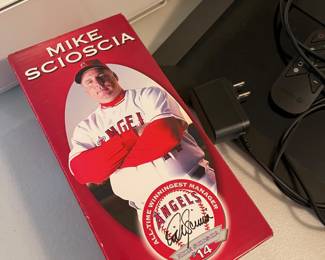 MIKE
SCIOSCIA
ANGELS
ALL-TIME WINNINGEST MANAGER
ANGELS
14